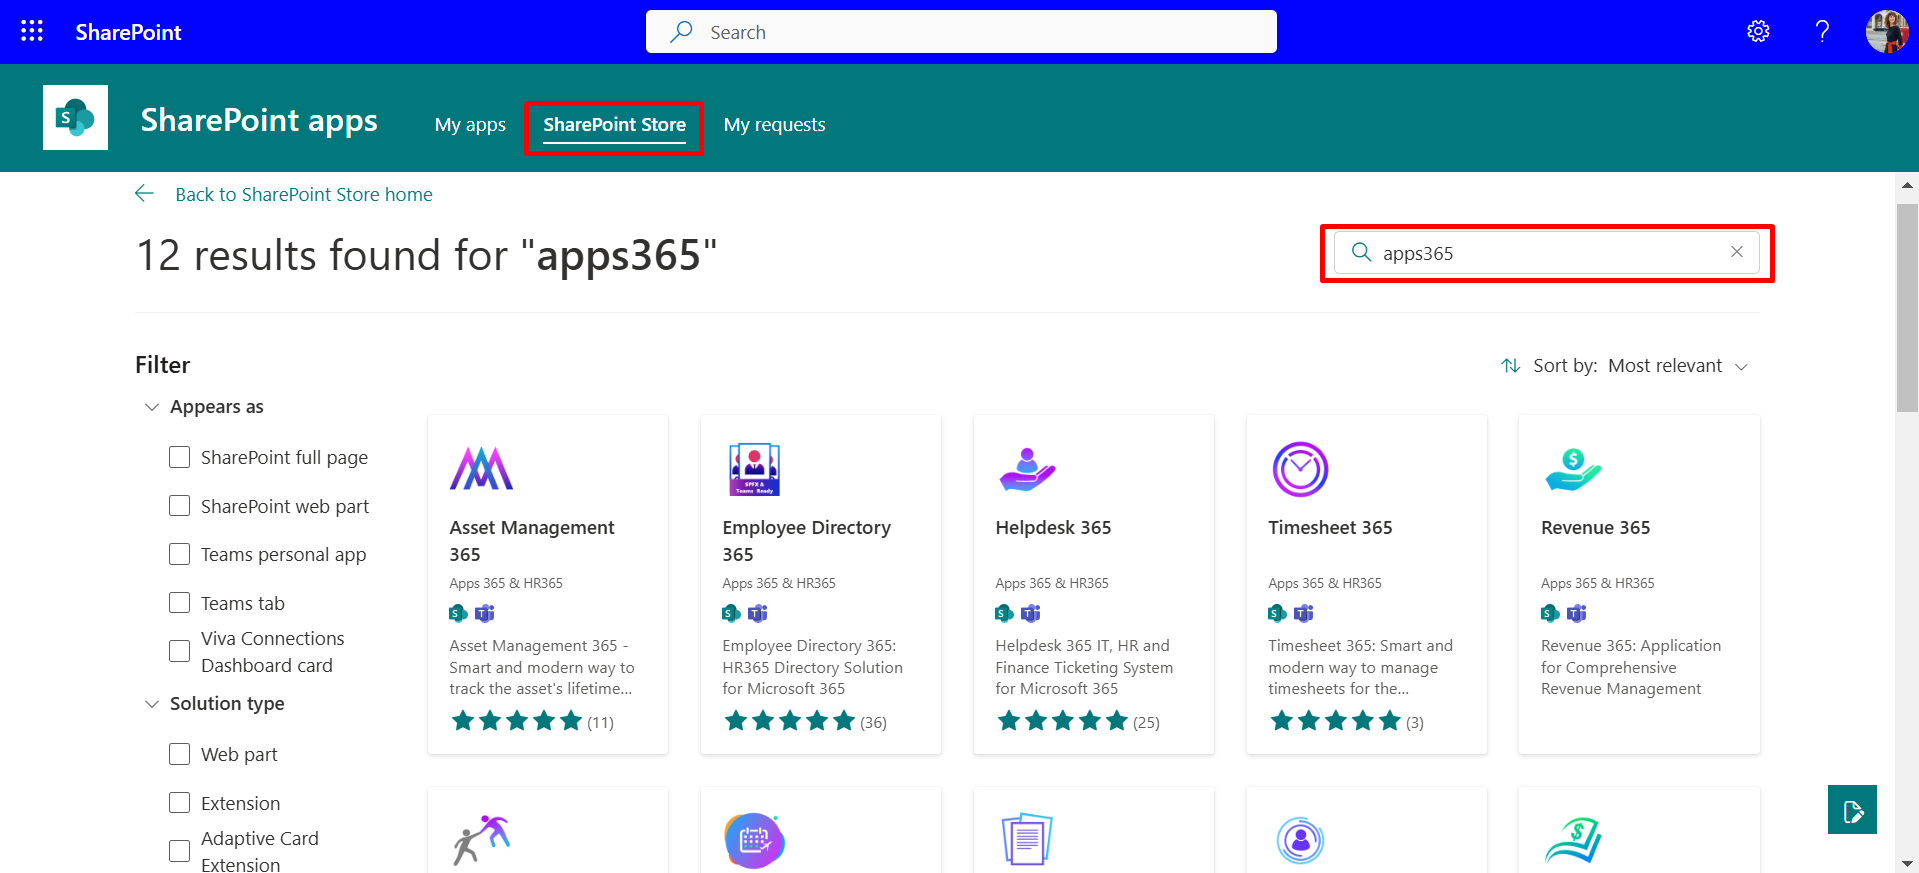 SharePoint
Search
SharePoint apps
My apps
SharePoint Store
My requests
Back to SharePoint Store home
12 results found for "apps365"
apps365
Filter
Sort by: Most relevant
Appears as
SharePoint full page
SharePoint web part
Teams personal app
Teams tab
Viva Connections
Dashboard card
Solution type
Web part
Extension
Adaptive Card
Extension
Asset Management
365
Apps 365 & HR365
Asset Management 365 -
Smart and modern way to
track the asset's lifetime...
(11)
SPFX &
Teams Ready
Employee Directory
365
Apps 365 & HR365
Employee Directory 365:
HR365 Directory Solution
for Microsoft 365
(36)
Helpdesk 365
Apps 365 & HR365
Helpdesk 365 IT, HR and
Finance Ticketing System
for Microsoft 365
(25)
Timesheet 365
Apps 365 & HR365
Timesheet 365: Smart and
modern way to manage
timesheets for the...
(3)
Revenue 365
Apps 365 & HR365
Revenue 365: Application
for Comprehensive
Revenue Management